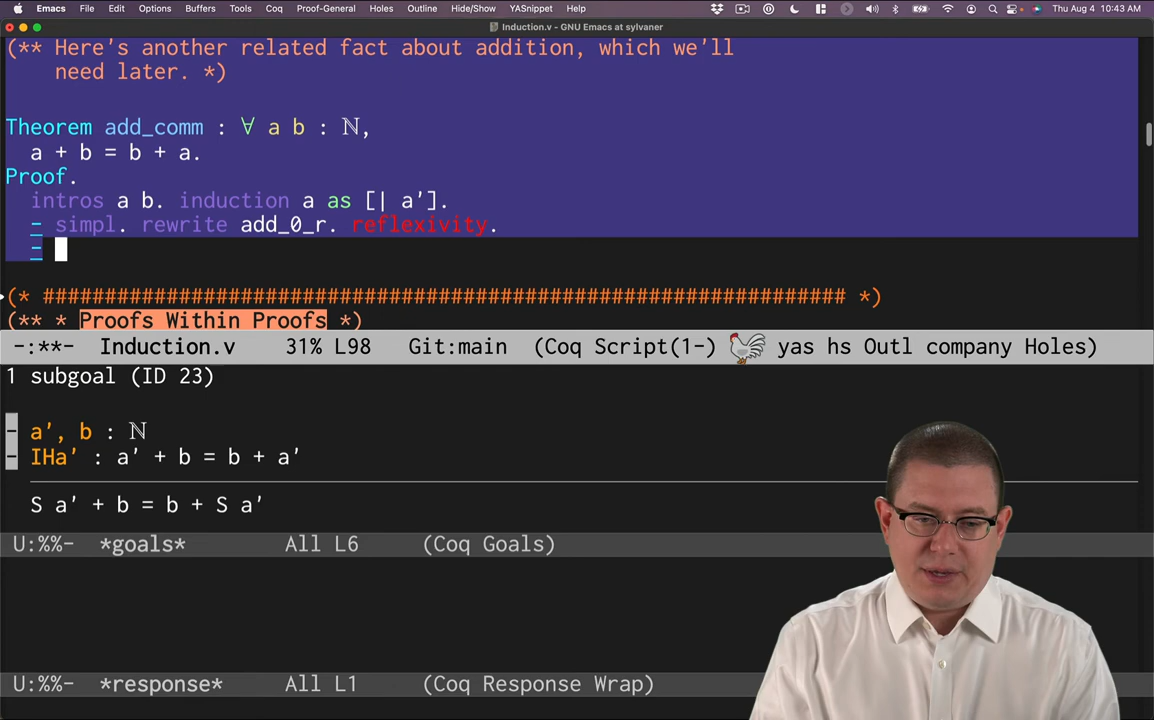 Emacs File Edit Options Buffers Tools Coq Proof-General Holes Outline Hide/Show YASnippet Help Thu Aug 4 10:43 AM
Induction.v - GNU Emacs at sylvaner
(** Here's another related fact about addition, which we'll
need later. *)
Theorem add_comm : ∀ a b : ℕ,
a + b = b + a.
Proof.
intros a b. induction a as [| a'].
- simpl. rewrite add_0_r. reflexivity.
-
(* ################################################################## *)
(** * Proofs Within Proofs *)
-:**- Induction.v 31% L98 Git:main (Coq Script(1-) yas hs Outl company Holes)
1 subgoal (ID 23)
- a', b : ℕ
- IHa' : a' + b = b + a'
S a' + b = b + S a'
U:%%- *goals* All L6 (Coq Goals)
U:%%- *response* All L1 (Coq Response Wrap)